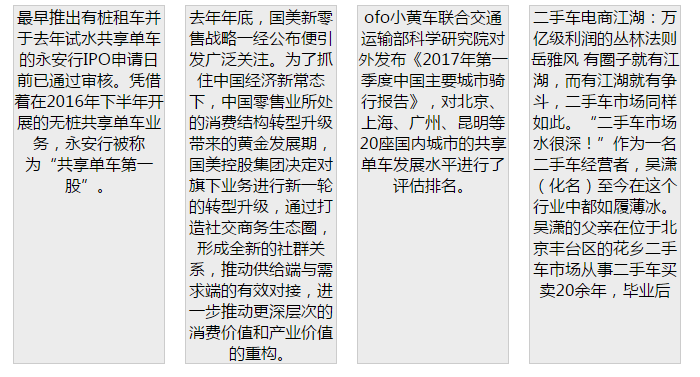 最早推出有桩租车并
于去年试水共享单车
的永安行IPO申请日
前已通过审核。凭借
着在2016年下半年开
展的无桩共享单车业
务，永安行被称
为“共享单车第一
股”。
去年年底，国美新零
售战略一经公布便引
发广泛关注。为了抓
住中国经济新常态
下，中国零售业所处
的消费结构转型升级
带来的黄金发展期，
国美控股集团决定对
旗下业务进行新一轮
的转型升级，通过打
造社交商务生态圈，
形成全新的社群关
系，推动供给端与需
求端的有效对接，进
一步推动更深层次的
消费价值和产业价值
的重构。
ofo小黄车联合交通
运输部科学研究院对
外发布《2017年第一
季度中国主要城市骑
行报告》，对北京、
上海、广州、昆明等
20座国内城市的共享
单车发展水平进行了
评估排名。
二手车电商江湖：万
亿级利润的丛林法则
岳雅风 有圈子就有江
湖，而有江湖就有争
斗，二手车市场同样
如此。“二手车市场
水很深！”作为一名
二手车经营者，吴潇
（化名）至今在这个
行业中都如履薄冰。
吴潇的父亲在位于北
京丰台区的花乡二手
车市场从事二手车买
卖20余年，毕业后